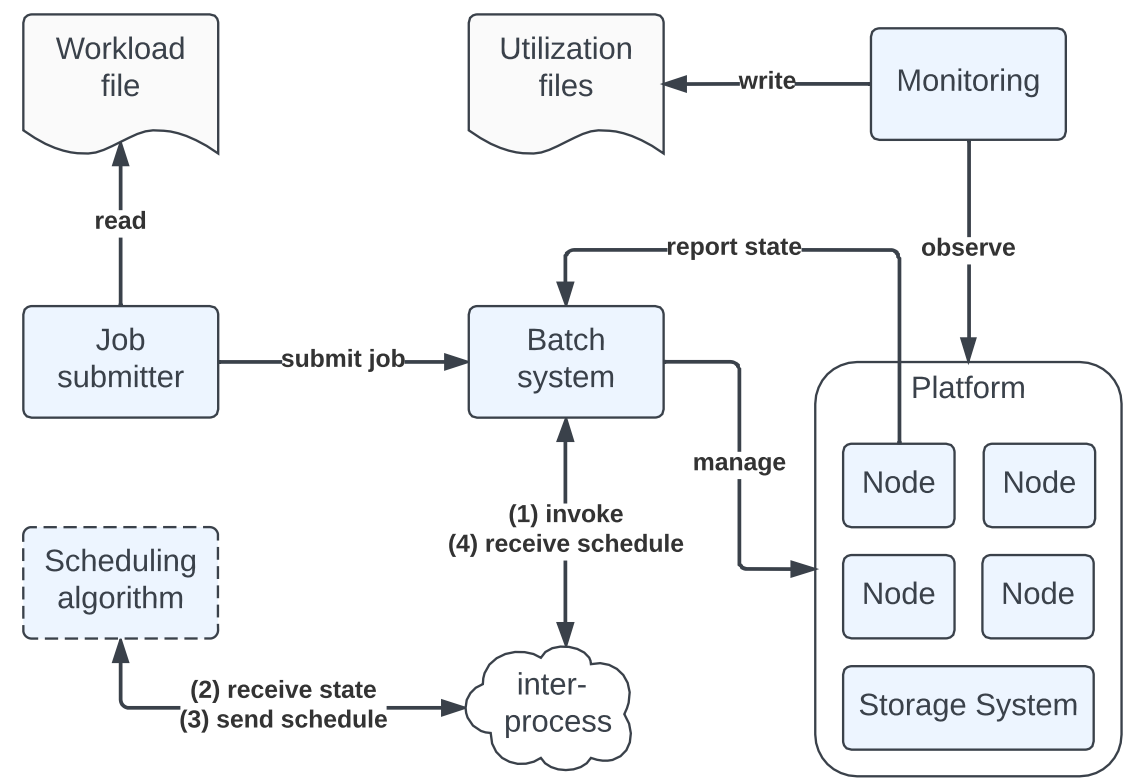 Workload
file
Utilization
files
write
Monitoring
read
report state
observe
Job
submitter
submit job
Batch
system
Platform
manage
Node
Node
(1) invoke
(4) receive schedule
Scheduling
algorithm
Node
Node
(2) receive state
(3) send schedule
inter-
process
Storage System